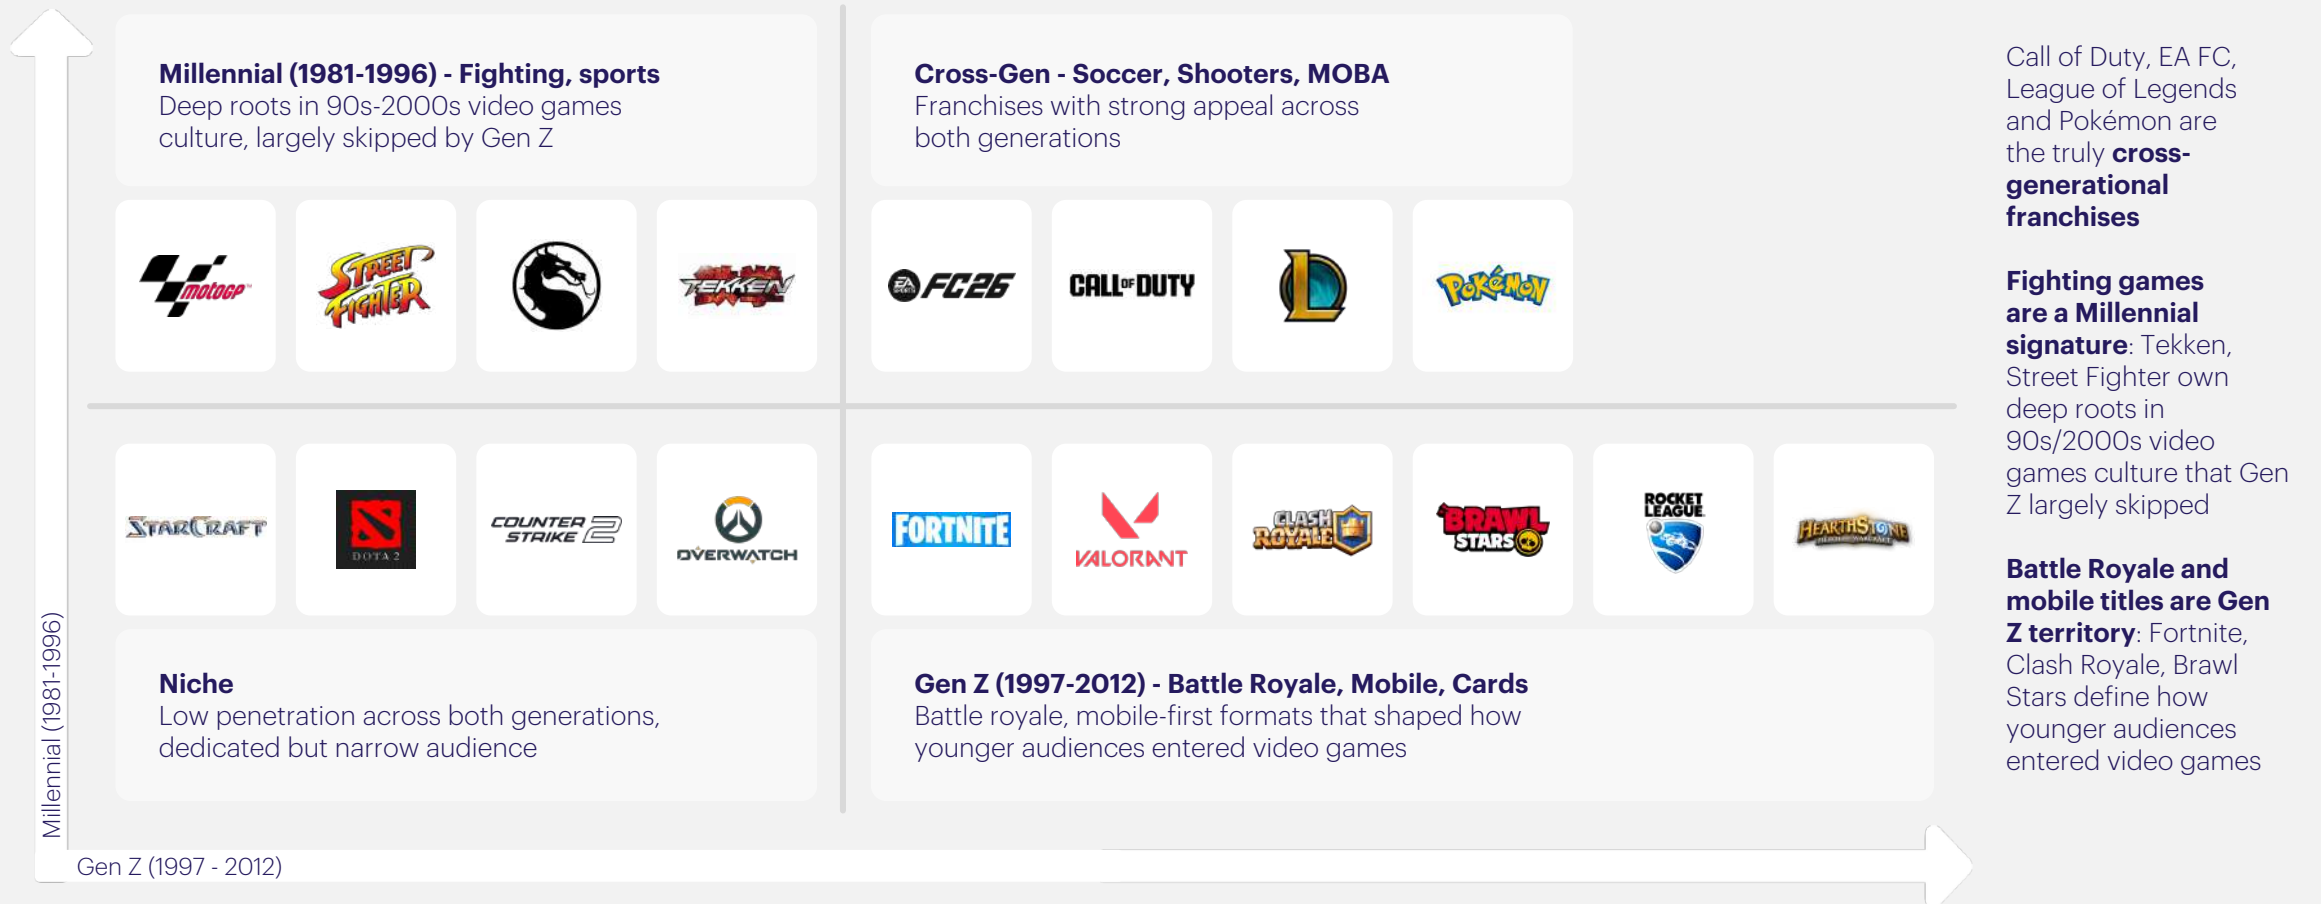 Millennial (1981-1996) - Fighting, sports
Deep roots in 90s-2000s video games
culture, largely skipped by Gen Z
Cross-Gen - Soccer, Shooters, MOBA
Franchises with strong appeal across
both generations
motoGP™
STREET
FIGHTER
TEKKEN
EA SPORTS FC26
CALL OF DUTY
POKÉMON
STARCRAFT
DOTA 2
COUNTER
STRIKE 2
OVERWATCH
FORTNITE
VALORANT
CLASH
ROYALE
BRAWL
STARS
ROCKET
LEAGUE
HEARTHSTONE
Niche
Low penetration across both generations,
dedicated but narrow audience
Gen Z (1997-2012) - Battle Royale, Mobile, Cards
Battle royale, mobile-first formats that shaped how
younger audiences entered video games
Millennial (1981-1996)
Gen Z (1997 - 2012)
Call of Duty, EA FC,
League of Legends
and Pokémon are
the truly cross-
generational
franchises
Fighting games
are a Millennial
signature: Tekken,
Street Fighter own
deep roots in
90s/2000s video
games culture that Gen
Z largely skipped
Battle Royale and
mobile titles are Gen
Z territory: Fortnite,
Clash Royale, Brawl
Stars define how
younger audiences
entered video games